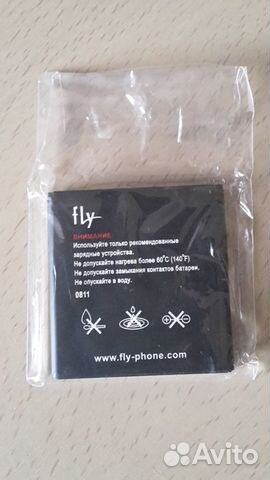 fly
ВНИМАНИЕ
Используйте только рекомендованные
зарядные устройства.
Не допускайте нагрева более 60°C (140°F)
Не допускайте замыкания контактов батареи.
Не опускайте в воду.
0811
www.fly-phone.com
Avito